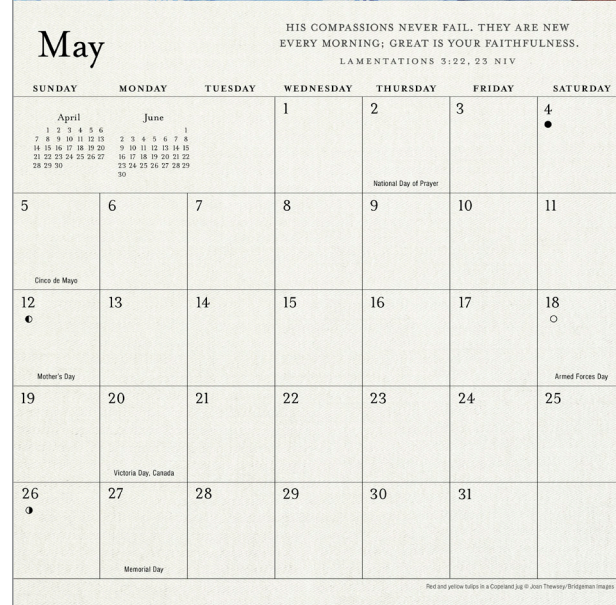 May
HIS COMPASSIONS NEVER FAIL. THEY ARE NEW
EVERY MORNING; GREAT IS YOUR FAITHFULNESS.
LAMENTATIONS 3:22, 23 NIV
SUNDAY MONDAY TUESDAY WEDNESDAY THURSDAY FRIDAY SATURDAY
April
1 2 3 4 5 6
7 8 9 10 11 12 13
14 15 16 17 18 19 20
21 22 23 24 25 26 27
28 29 30
June
1
2 3 4 5 6 7 8
9 10 11 12 13 14 15
16 17 18 19 20 21 22
23 24 25 26 27 28 29
30
1 2 3 4
National Day of Prayer
5 6 7 8 9 10 11
Cinco de Mayo
12 13 14 15 16 17 18
Mother's Day Armed Forces Day
19 20 21 22 23 24 25
Victoria Day, Canada
26 27 28 29 30 31
Memorial Day
Red and yellow tulips in a Copeland jug © Joan Thewsey/Bridgeman Images